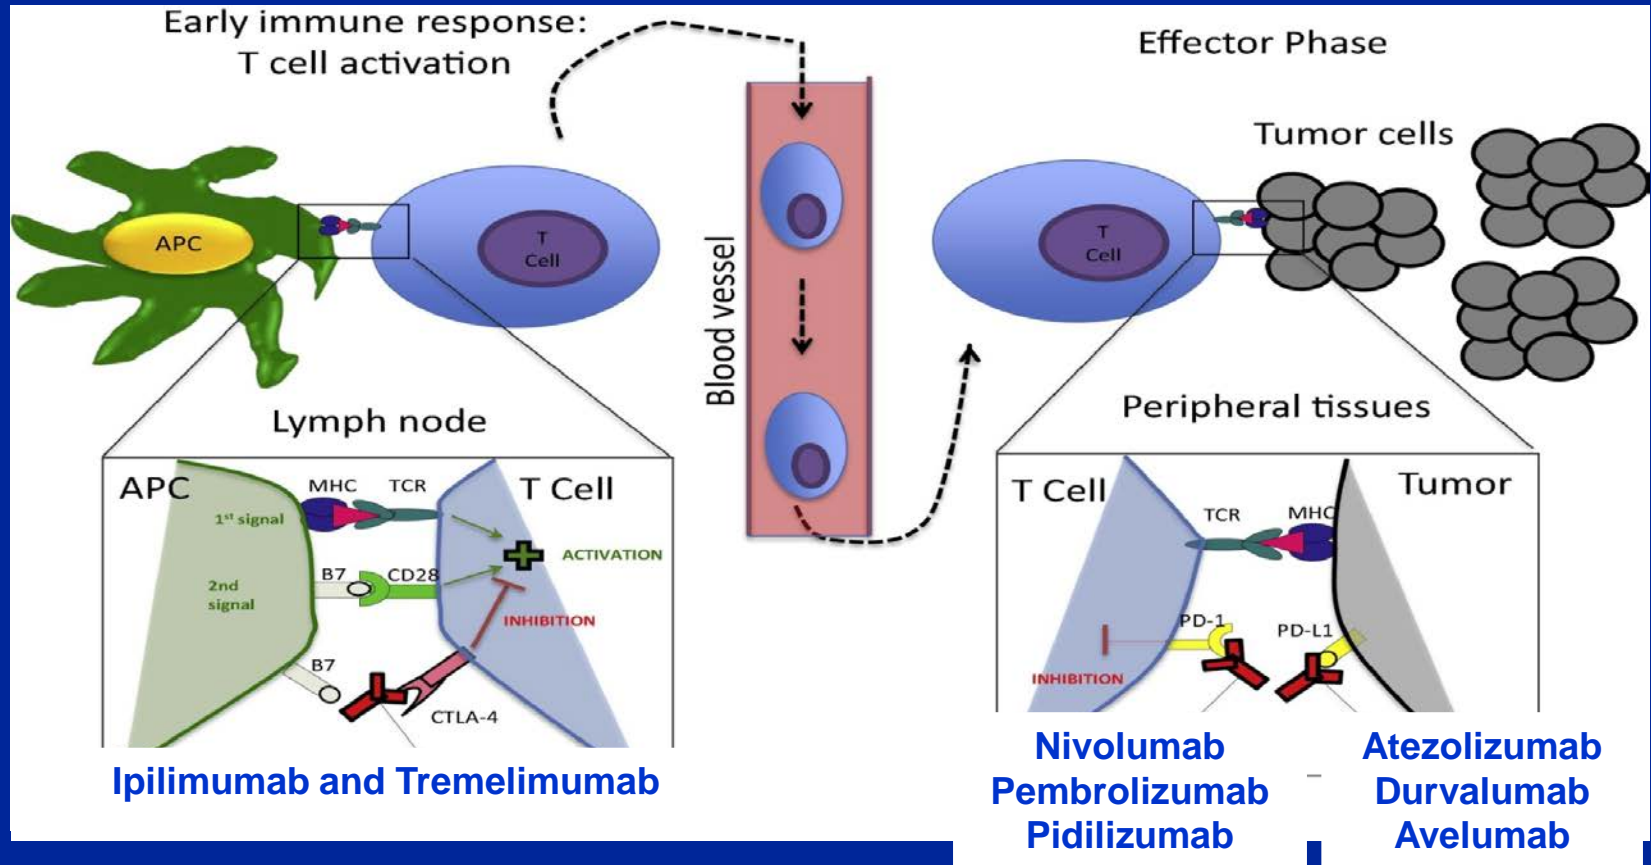 Early immune response:
T cell activation
Effector Phase
Tumor cells
APC
T
Cell
Blood vessel
T
Cell
Lymph node
Peripheral tissues
APC
MHC
TCR
T Cell
1st signal
ACTIVATION
B7
CD28
2nd
signal
INHIBITION
B7
CTLA-4
T Cell
Tumor
TCR
MHC
PD-1
PD-L1
INHIBITION
Ipilimumab and Tremelimumab
Nivolumab
Pembrolizumab
Pidilizumab
Atezolizumab
Durvalumab
Avelumab